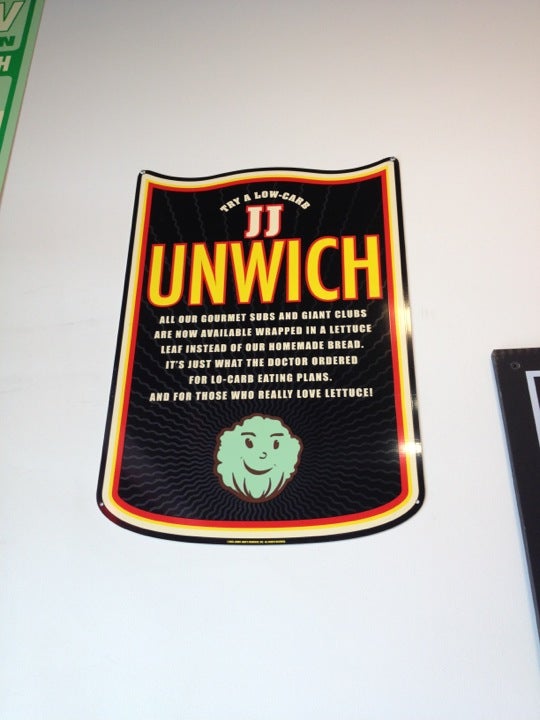 V
N
H
TRY A LOW-CARB
JJ
UNWICH
ALL OUR GOURMET SUBS AND GIANT CLUBS
ARE NOW AVAILABLE WRAPPED IN A LETTUCE
LEAF INSTEAD OF OUR HOMEMADE BREAD.
IT'S JUST WHAT THE DOCTOR ORDERED
FOR LO-CARB EATING PLANS.
AND FOR THOSE WHO REALLY LOVE LETTUCE!